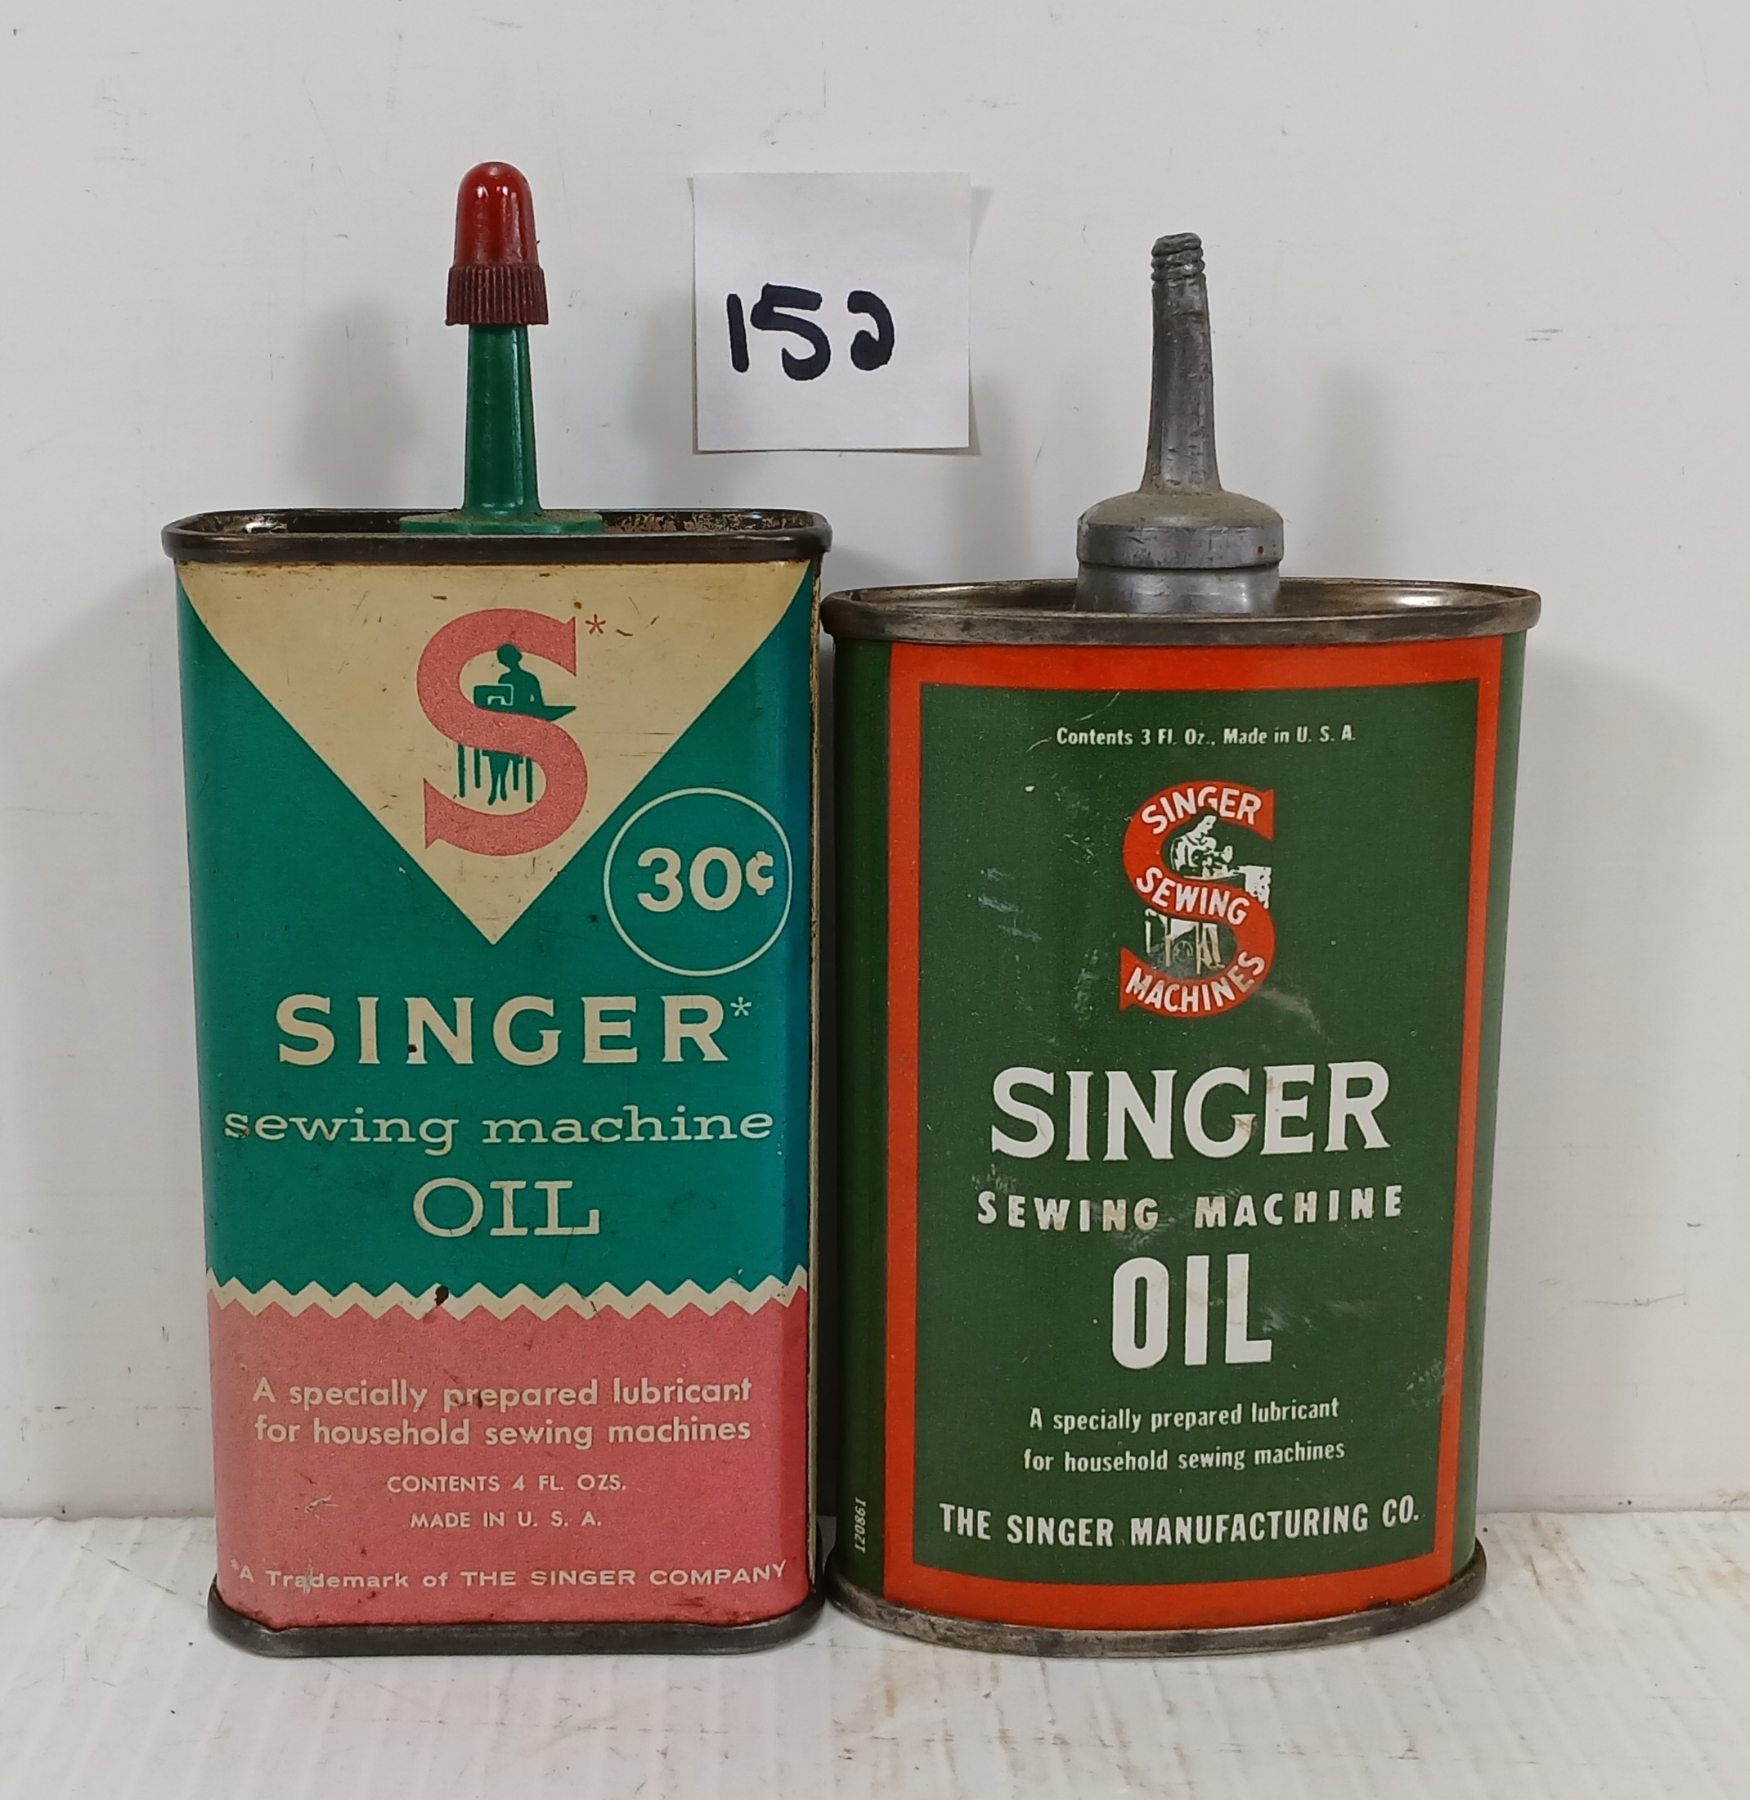 152
S*
30¢
SINGER*
sewing machine
OIL
A specially prepared lubricant
for household sewing machines
CONTENTS 4 FL. OZS.
MADE IN U. S. A.
*A Trademark of THE SINGER COMPANY
Contents 3 Fl. Oz., Made in U. S. A.
SINGER
SEWING
MACHINES
SINGER
SEWING MACHINE
OIL
A specially prepared lubricant
for household sewing machines
THE SINGER MANUFACTURING CO.
120861